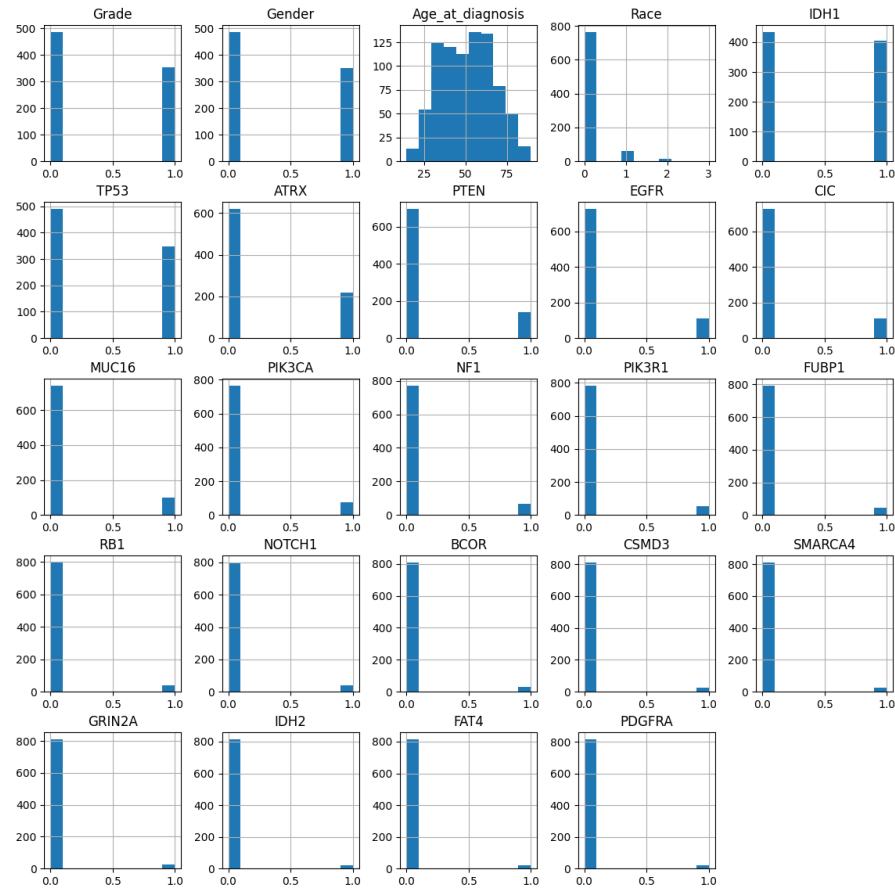 Grade
500
400
300
200
100
0
0.0 0.5 1.0
Gender
500
400
300
200
100
0
0.0 0.5 1.0
Age_at_diagnosis
125
100
75
50
25
0
25 50 75
Race
800
600
400
200
0
0 1 2 3
IDH1
400
300
200
100
0
0.0 0.5 1.0
TP53
500
400
300
200
100
0
0.0 0.5 1.0
ATRX
600
400
200
0
0.0 0.5 1.0
PTEN
600
400
200
0
0.0 0.5 1.0
EGFR
600
400
200
0
0.0 0.5 1.0
CIC
600
400
200
0
0.0 0.5 1.0
MUC16
600
400
200
0
0.0 0.5 1.0
PIK3CA
800
600
400
200
0
0.0 0.5 1.0
NF1
800
600
400
200
0
0.0 0.5 1.0
PIK3R1
800
600
400
200
0
0.0 0.5 1.0
FUBP1
800
600
400
200
0
0.0 0.5 1.0
RB1
800
600
400
200
0
0.0 0.5 1.0
NOTCH1
800
600
400
200
0
0.0 0.5 1.0
BCOR
800
600
400
200
0
0.0 0.5 1.0
CSMD3
800
600
400
200
0
0.0 0.5 1.0
SMARCA4
800
600
400
200
0
0.0 0.5 1.0
GRIN2A
800
600
400
200
0
0.0 0.5 1.0
IDH2
800
600
400
200
0
0.0 0.5 1.0
FAT4
800
600
400
200
0
0.0 0.5 1.0
PDGFRA
800
600
400
200
0
0.0 0.5 1.0